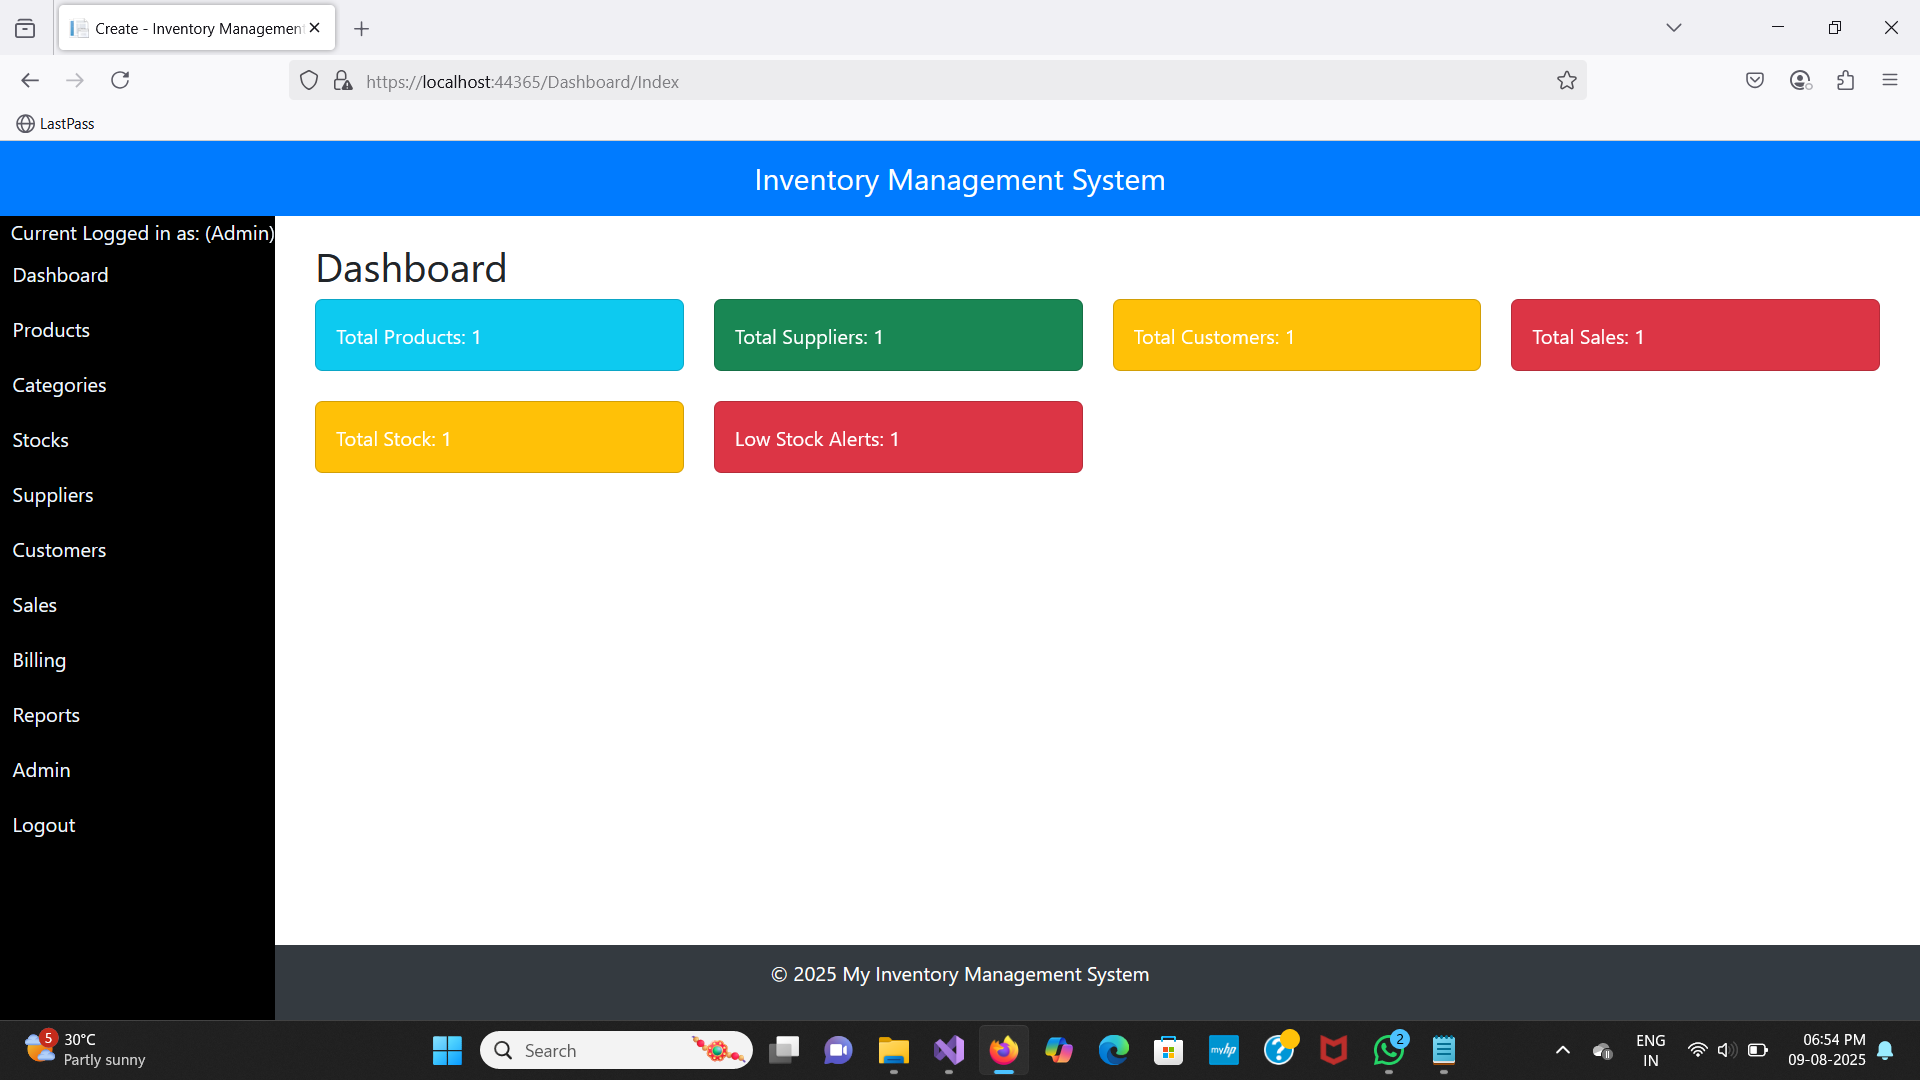 Create - Inventory Managemen
https://localhost:44365/Dashboard/Index
LastPass
Inventory Management System
Current Logged in as: (Admin)
Dashboard
Products
Categories
Stocks
Suppliers
Customers
Sales
Billing
Reports
Admin
Logout
Dashboard
Total Products: 1
Total Suppliers: 1
Total Customers: 1
Total Sales: 1
Total Stock: 1
Low Stock Alerts: 1
© 2025 My Inventory Management System
5
30°C
Partly sunny
Search
myhp
2
ENG
IN
06:54 PM
09-08-2025